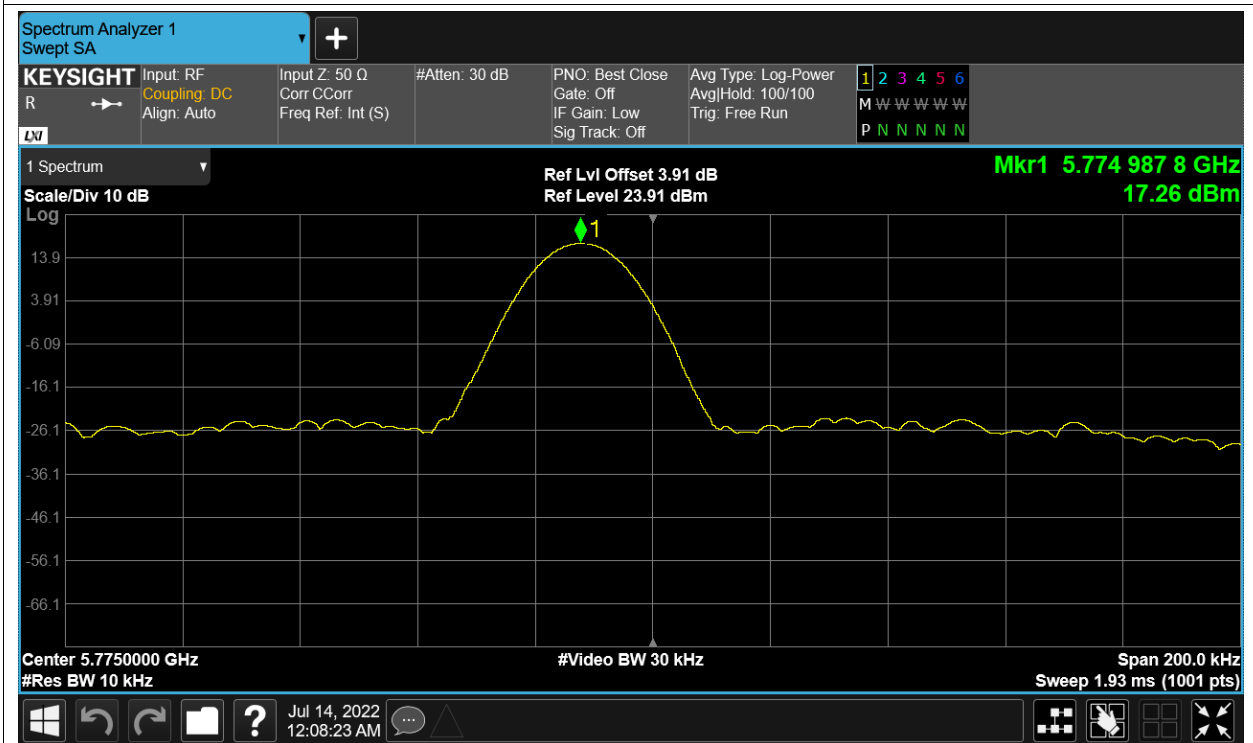 Spectrum Analyzer 1
Swept SA
KEYSIGHT
R
LXI
Input: RF
Coupling: DC
Align: Auto
Input Z: 50 Ω
Corr CCorr
Freq Ref: Int (S)
#Atten: 30 dB
PNO: Best Close
Gate: Off
IF Gain: Low
Sig Track: Off
Avg Type: Log-Power
Avg|Hold: 100/100
Trig: Free Run
1 2 3 4 5 6
M W W W W W W
P N N N N N N
1 Spectrum
Scale/Div 10 dB
Log
Ref Lvl Offset 3.91 dB
Ref Level 23.91 dBm
Mkr1 5.774 987 8 GHz
17.26 dBm
1
13.9
3.91
-6.09
-16.1
-26.1
-36.1
-46.1
-56.1
-66.1
Center 5.7750000 GHz
#Res BW 10 kHz
#Video BW 30 kHz
Span 200.0 kHz
Sweep 1.93 ms (1001 pts)
?
Jul 14, 2022
12:08:23 AM